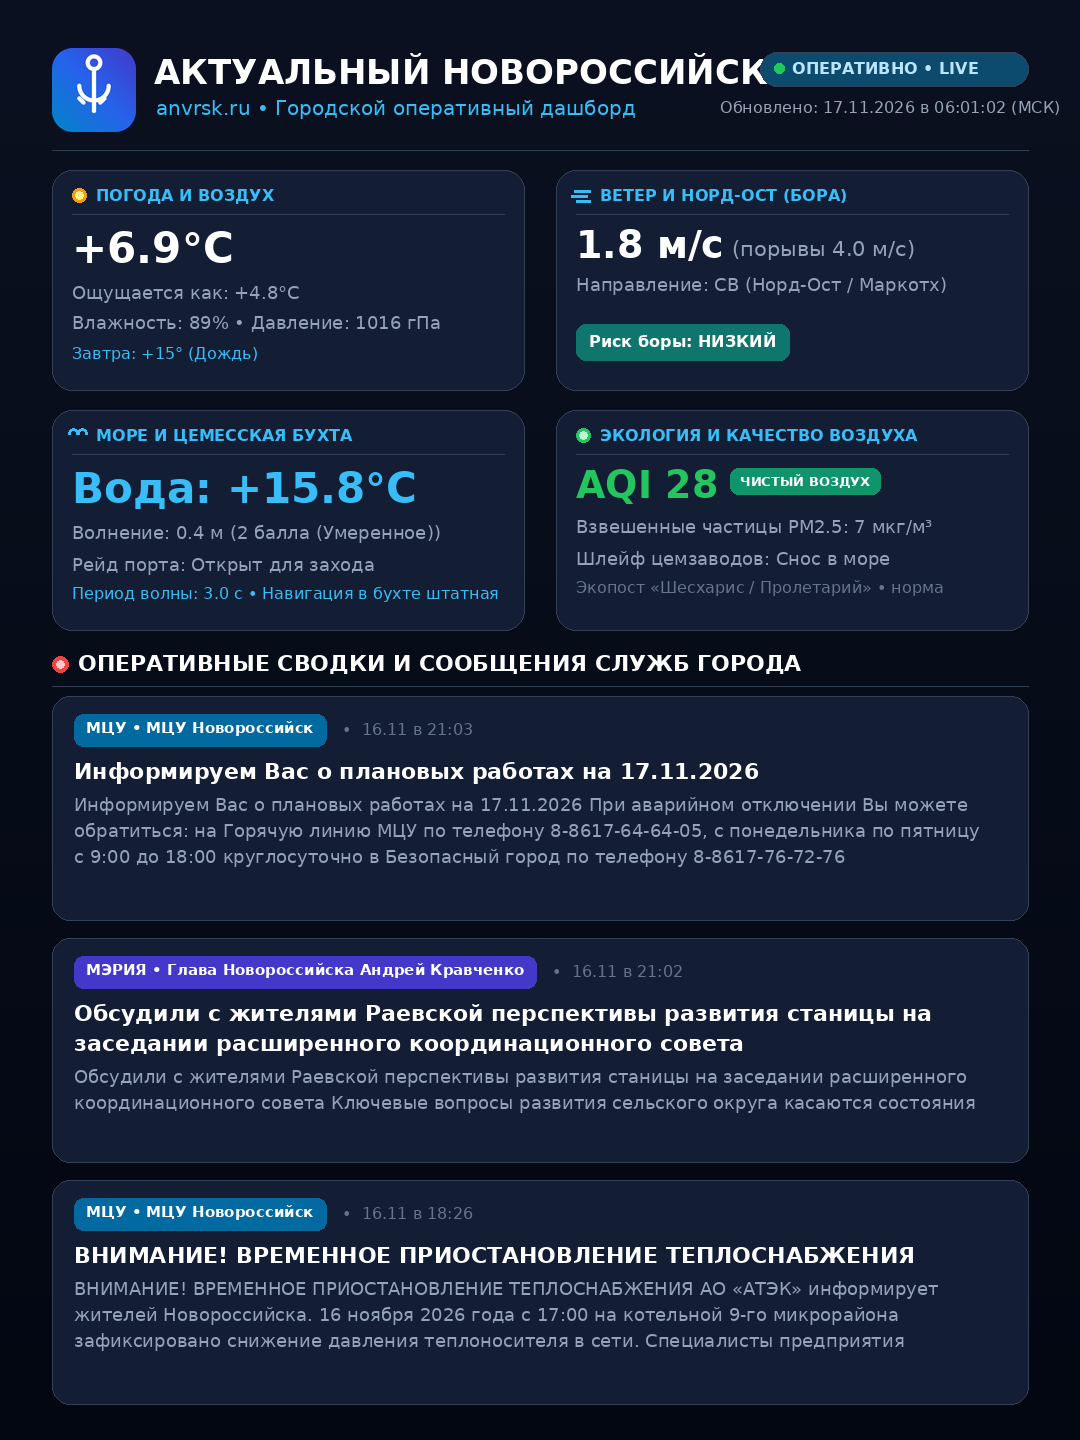 АКТУАЛЬНЫЙ НОВОРОССИЙСК
ОПЕРАТИВНО • LIVE
anvrsk.ru • Городской оперативный дашборд
Обновлено: 17.11.2026 в 06:01:02 (МСК)
ПОГОДА И ВОЗДУХ
+6.9°C
Ощущается как: +4.8°C
Влажность: 89% • Давление: 1016 гПа
Завтра: +15° (Дождь)
ВЕТЕР И НОРД-ОСТ (БОРА)
1.8 м/с (порывы 4.0 м/с)
Направление: СВ (Норд-Ост / Маркотх)
Риск боры: НИЗКИЙ
МОРЕ И ЦЕМЕССКАЯ БУХТА
Вода: +15.8°C
Волнение: 0.4 м (2 балла (Умеренное))
Рейд порта: Открыт для захода
Период волны: 3.0 с • Навигация в бухте штатная
ЭКОЛОГИЯ И КАЧЕСТВО ВОЗДУХА
AQI 28 ЧИСТЫЙ ВОЗДУХ
Взвешенные частицы PM2.5: 7 мкг/м³
Шлейф цемзаводов: Снос в море
Экопост «Шесхарис / Пролетарий» • норма
ОПЕРАТИВНЫЕ СВОДКИ И СООБЩЕНИЯ СЛУЖБ ГОРОДА
МЦУ • МЦУ Новороссийск • 16.11 в 21:03
Информируем Вас о плановых работах на 17.11.2026
Информируем Вас о плановых работах на 17.11.2026 При аварийном отключении Вы можете
обратиться: на Горячую линию МЦУ по телефону 8-8617-64-64-05, с понедельника по пятницу
с 9:00 до 18:00 круглосуточно в Безопасный город по телефону 8-8617-76-72-76
МЭРИЯ • Глава Новороссийска Андрей Кравченко • 16.11 в 21:02
Обсудили с жителями Раевской перспективы развития станицы на
заседании расширенного координационного совета
Обсудили с жителями Раевской перспективы развития станицы на заседании расширенного
координационного совета Ключевые вопросы развития сельского округа касаются состояния
МЦУ • МЦУ Новороссийск • 16.11 в 18:26
ВНИМАНИЕ! ВРЕМЕННОЕ ПРИОСТАНОВЛЕНИЕ ТЕПЛОСНАБЖЕНИЯ
ВНИМАНИЕ! ВРЕМЕННОЕ ПРИОСТАНОВЛЕНИЕ ТЕПЛОСНАБЖЕНИЯ АО «АТЭК» информирует
жителей Новороссийска. 16 ноября 2026 года с 17:00 на котельной 9-го микрорайона
зафиксировано снижение давления теплоносителя в сети. Специалисты предприятия